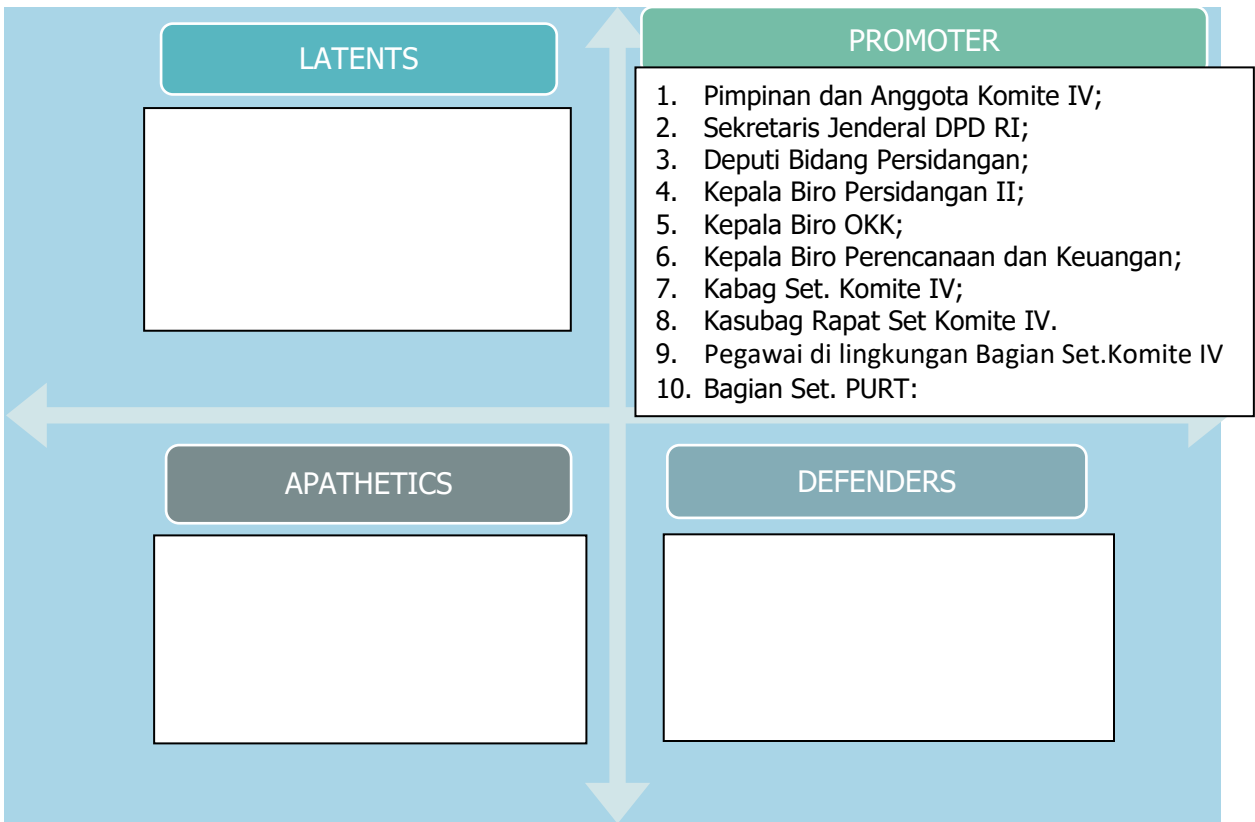 LATENTS
PROMOTER
1. Pimpinan dan Anggota Komite IV;
2. Sekretaris Jenderal DPD RI;
3. Deputi Bidang Persidangan;
4. Kepala Biro Persidangan II;
5. Kepala Biro OKK;
6. Kepala Biro Perencanaan dan Keuangan;
7. Kabag Set. Komite IV;
8. Kasubag Rapat Set Komite IV.
9. Pegawai di lingkungan Bagian Set.Komite IV
10. Bagian Set. PURT:
APATHETICS
DEFENDERS